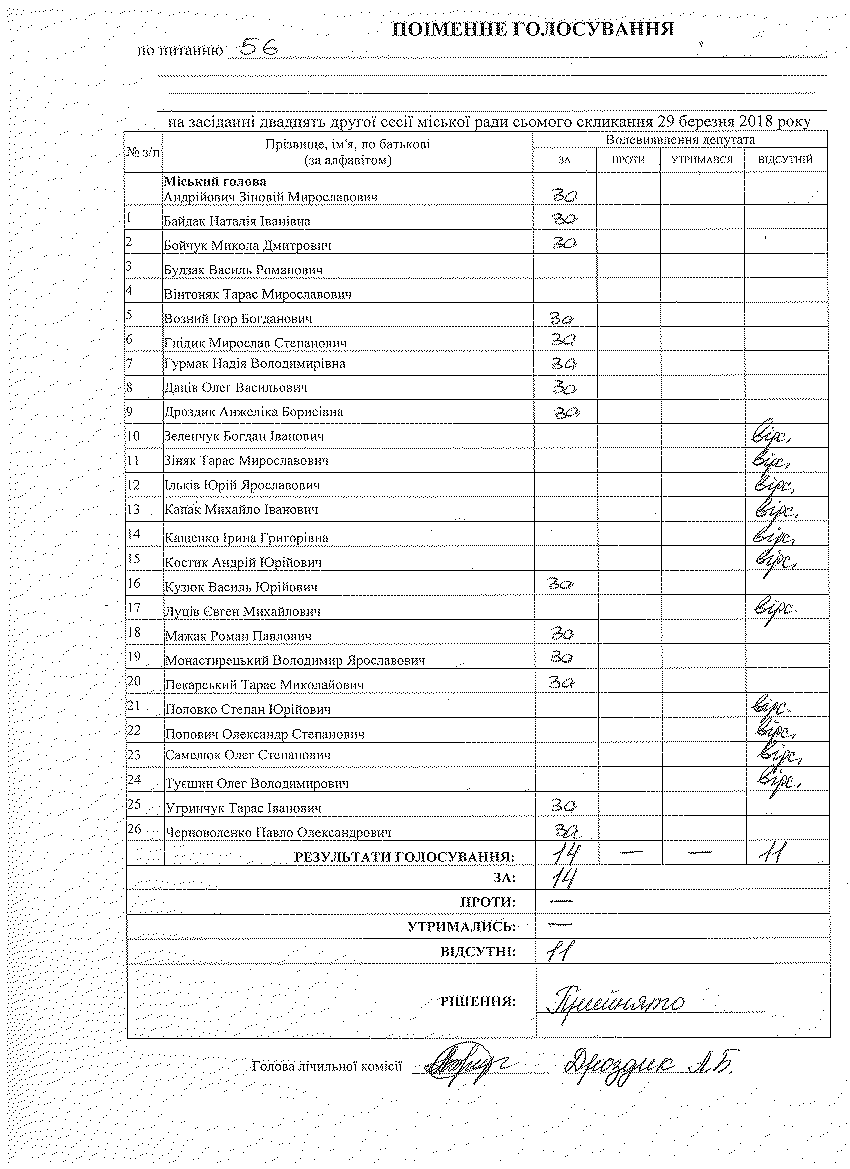 ПОІМЕННЕ ГОЛОСУВАННЯ
по питанню 56
на засіданні двадцять другої сесії міської ради сьомого скликання 29 березня 2018 року
№ з/п Прізвище, ім'я, по батькові (за алфавітом) Волевиявлення депутата
ЗА ПРОТИ УТРИМАВСЯ ВІДСУТНІЙ
Міський голова
Андрійович Зіновій Мирославович За
1 Байдак Наталія Іванівна За
2 Бойчук Микола Дмитрович За
3 Будзак Василь Романович
4 Вінтоняк Тарас Мирославович
5 Возний Ігор Богданович За
6 Гнідик Мирослав Степанович За
7 Гурмак Надія Володимирівна За
8 Даців Олег Васильович За
9 Дроздик Анжеліка Борисівна За
10 Зеленчук Богдан Іванович відс.
11 Зіняк Тарас Мирославович відс.
12 Ільків Юрій Ярославович відс.
13 Капак Михайло Іванович відс.
14 Кащенко Ірина Григорівна відс.
15 Костик Андрій Юрійович відс.
16 Кузюк Василь Юрійович За
17 Луців Євген Михайлович відс.
18 Мажак Роман Павлович За
19 Монастирецький Володимир Ярославович За
20 Пекарський Тарас Миколайович За
21 Половко Степан Юрійович відс.
22 Попович Олександр Степанович відс.
23 Самелюк Олег Степанович відс.
24 Туєшин Олег Володимирович відс.
25 Угринчук Тарас Іванович За
26 Черноволенко Павло Олександрович За
РЕЗУЛЬТАТИ ГОЛОСУВАННЯ: 14 — — 11
ЗА: 14
ПРОТИ: —
УТРИМАЛИСЬ: —
ВІДСУТНІ: 11
РІШЕННЯ: Прийнято
Голова лічильної комісії Дроздик А.Б.